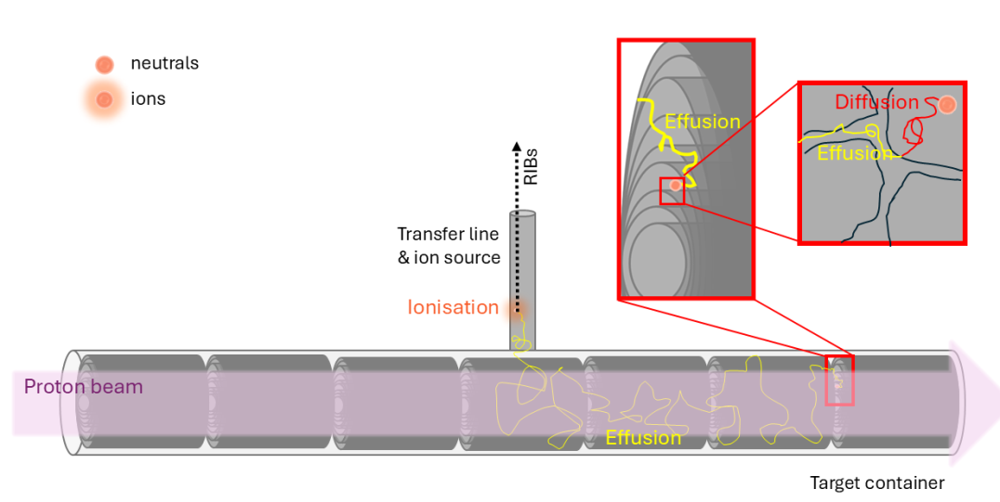 neutrals
ions
Effusion
Diffusion
Effusion
RIBs
Transfer line
& ion source
Ionisation
Proton beam
Effusion
Target container